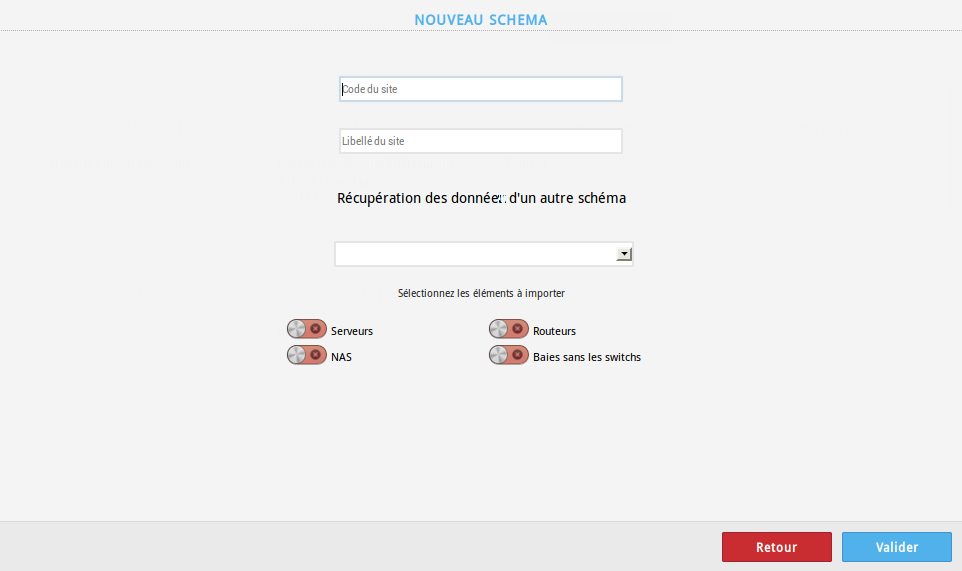 NOUVEAU SCHEMA
Code du site
Libellé du site
Récupération des données d'un autre schéma
Sélectionnez les éléments à importer
Serveurs
Routeurs
NAS
Baies sans les switchs
Retour
Valider